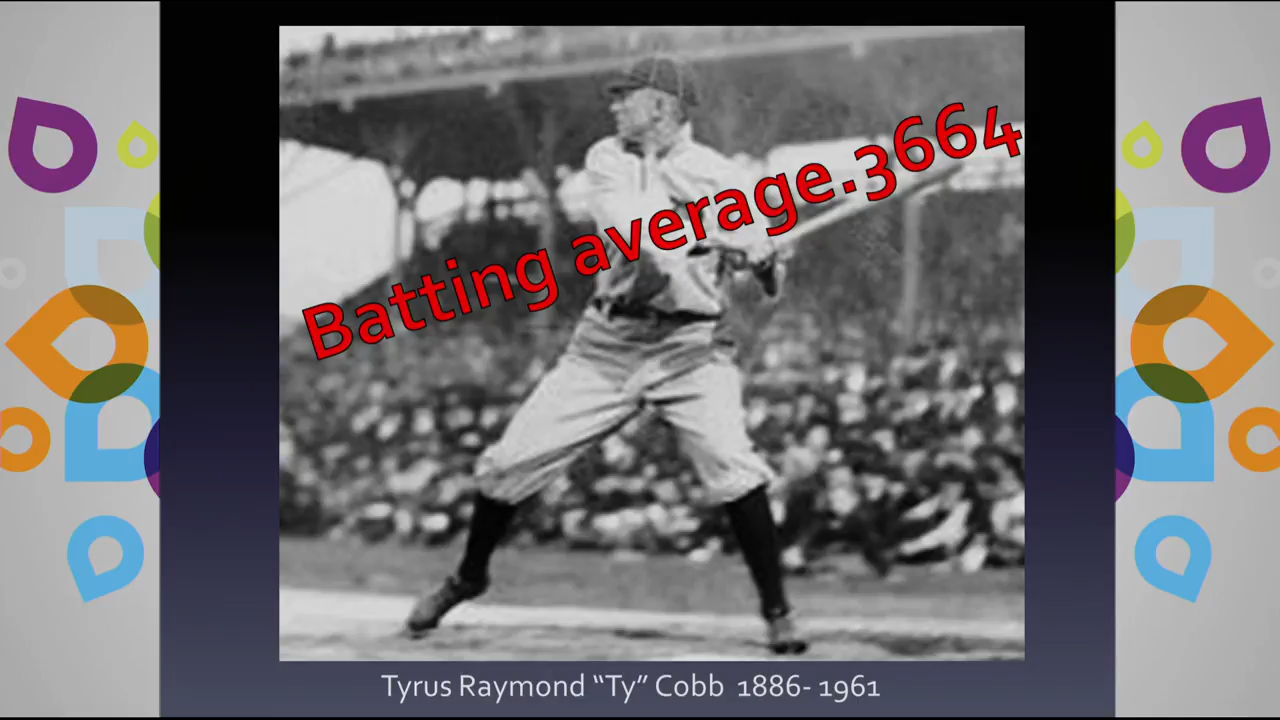 Batting average.3664
Tyrus Raymond “Ty” Cobb 1886- 1961